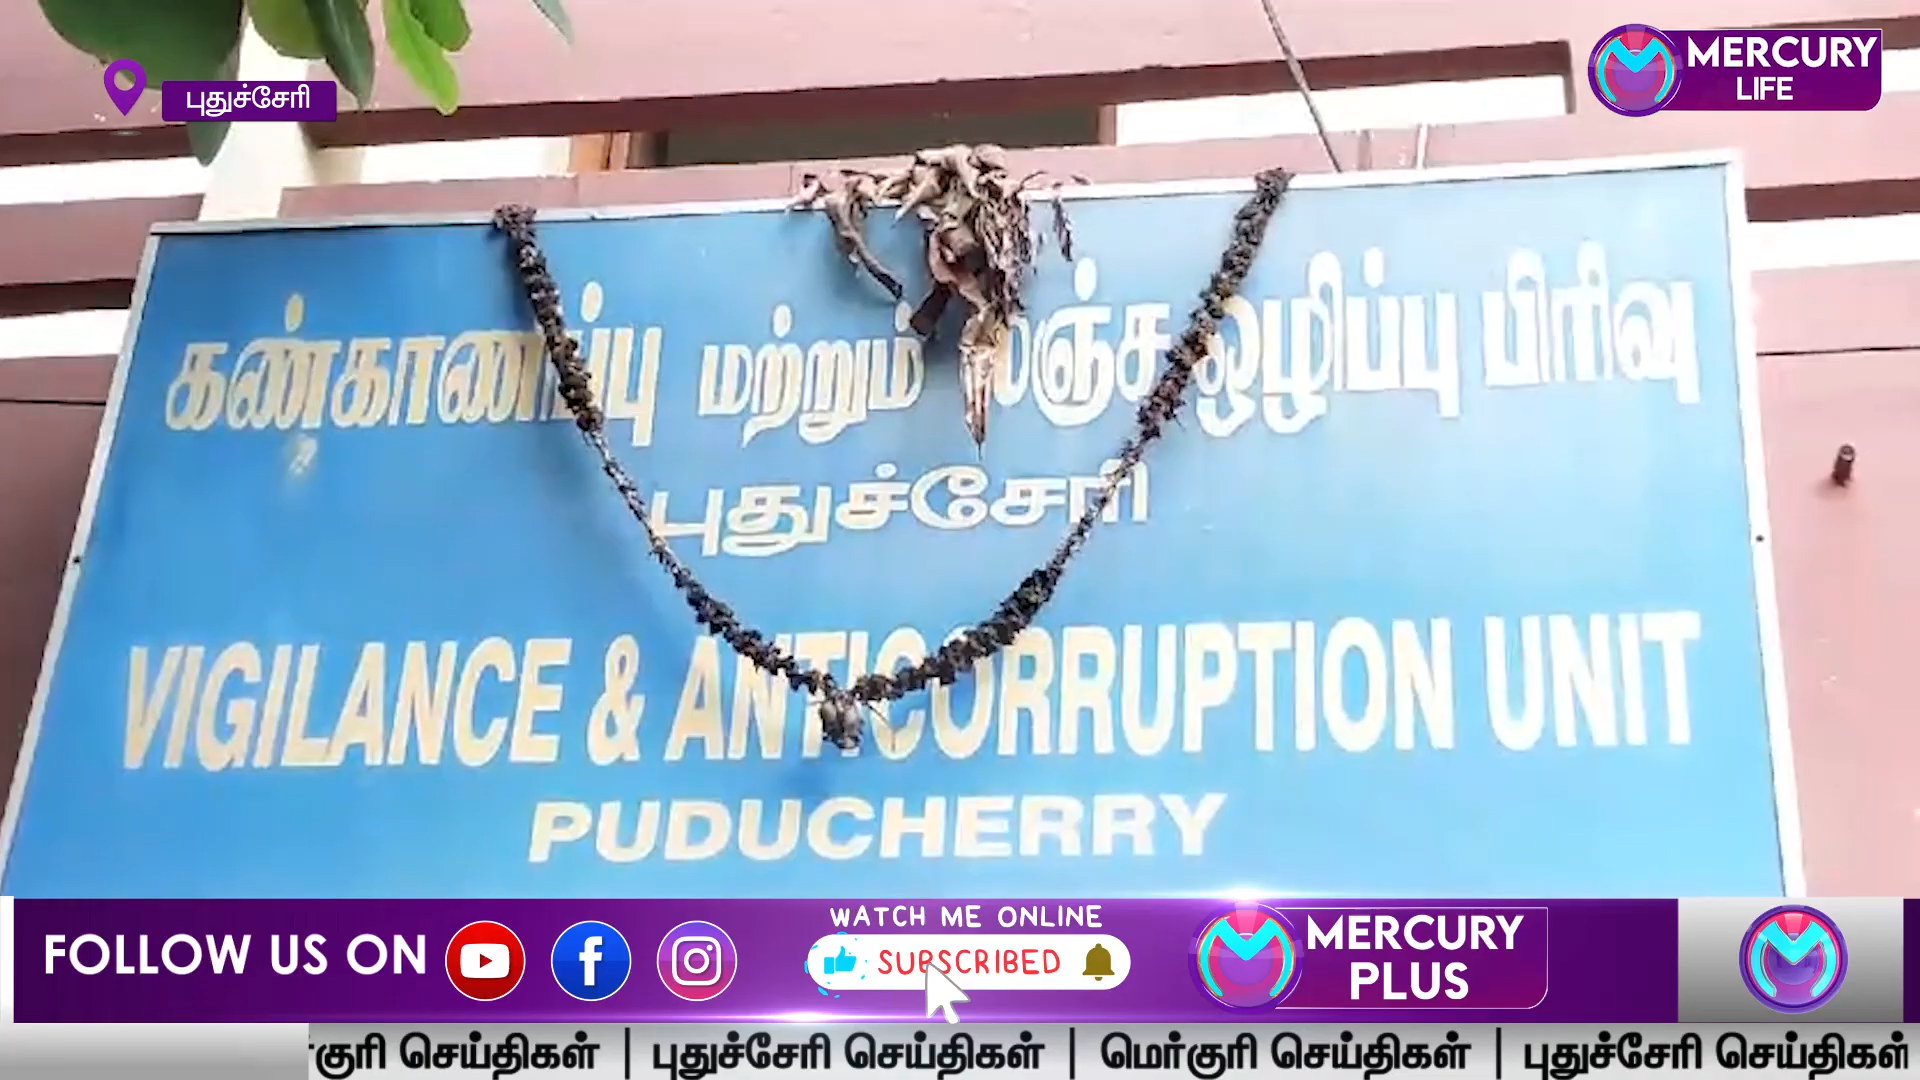 புதுச்சேரி
MERCURY
LIFE
கண்காணிப்பு மற்றும் லஞ்ச ஒழிப்பு பிரிவு
புதுச்சேரி
VIGILANCE & ANTICORRUPTION UNIT
PUDUCHERRY
FOLLOW US ON
WATCH ME ONLINE
SUBSCRIBED
MERCURY
PLUS
செய்திகள் | புதுச்சேரி செய்திகள் | மெர்குரி செய்திகள் | புதுச்சேரி செய்திகள்